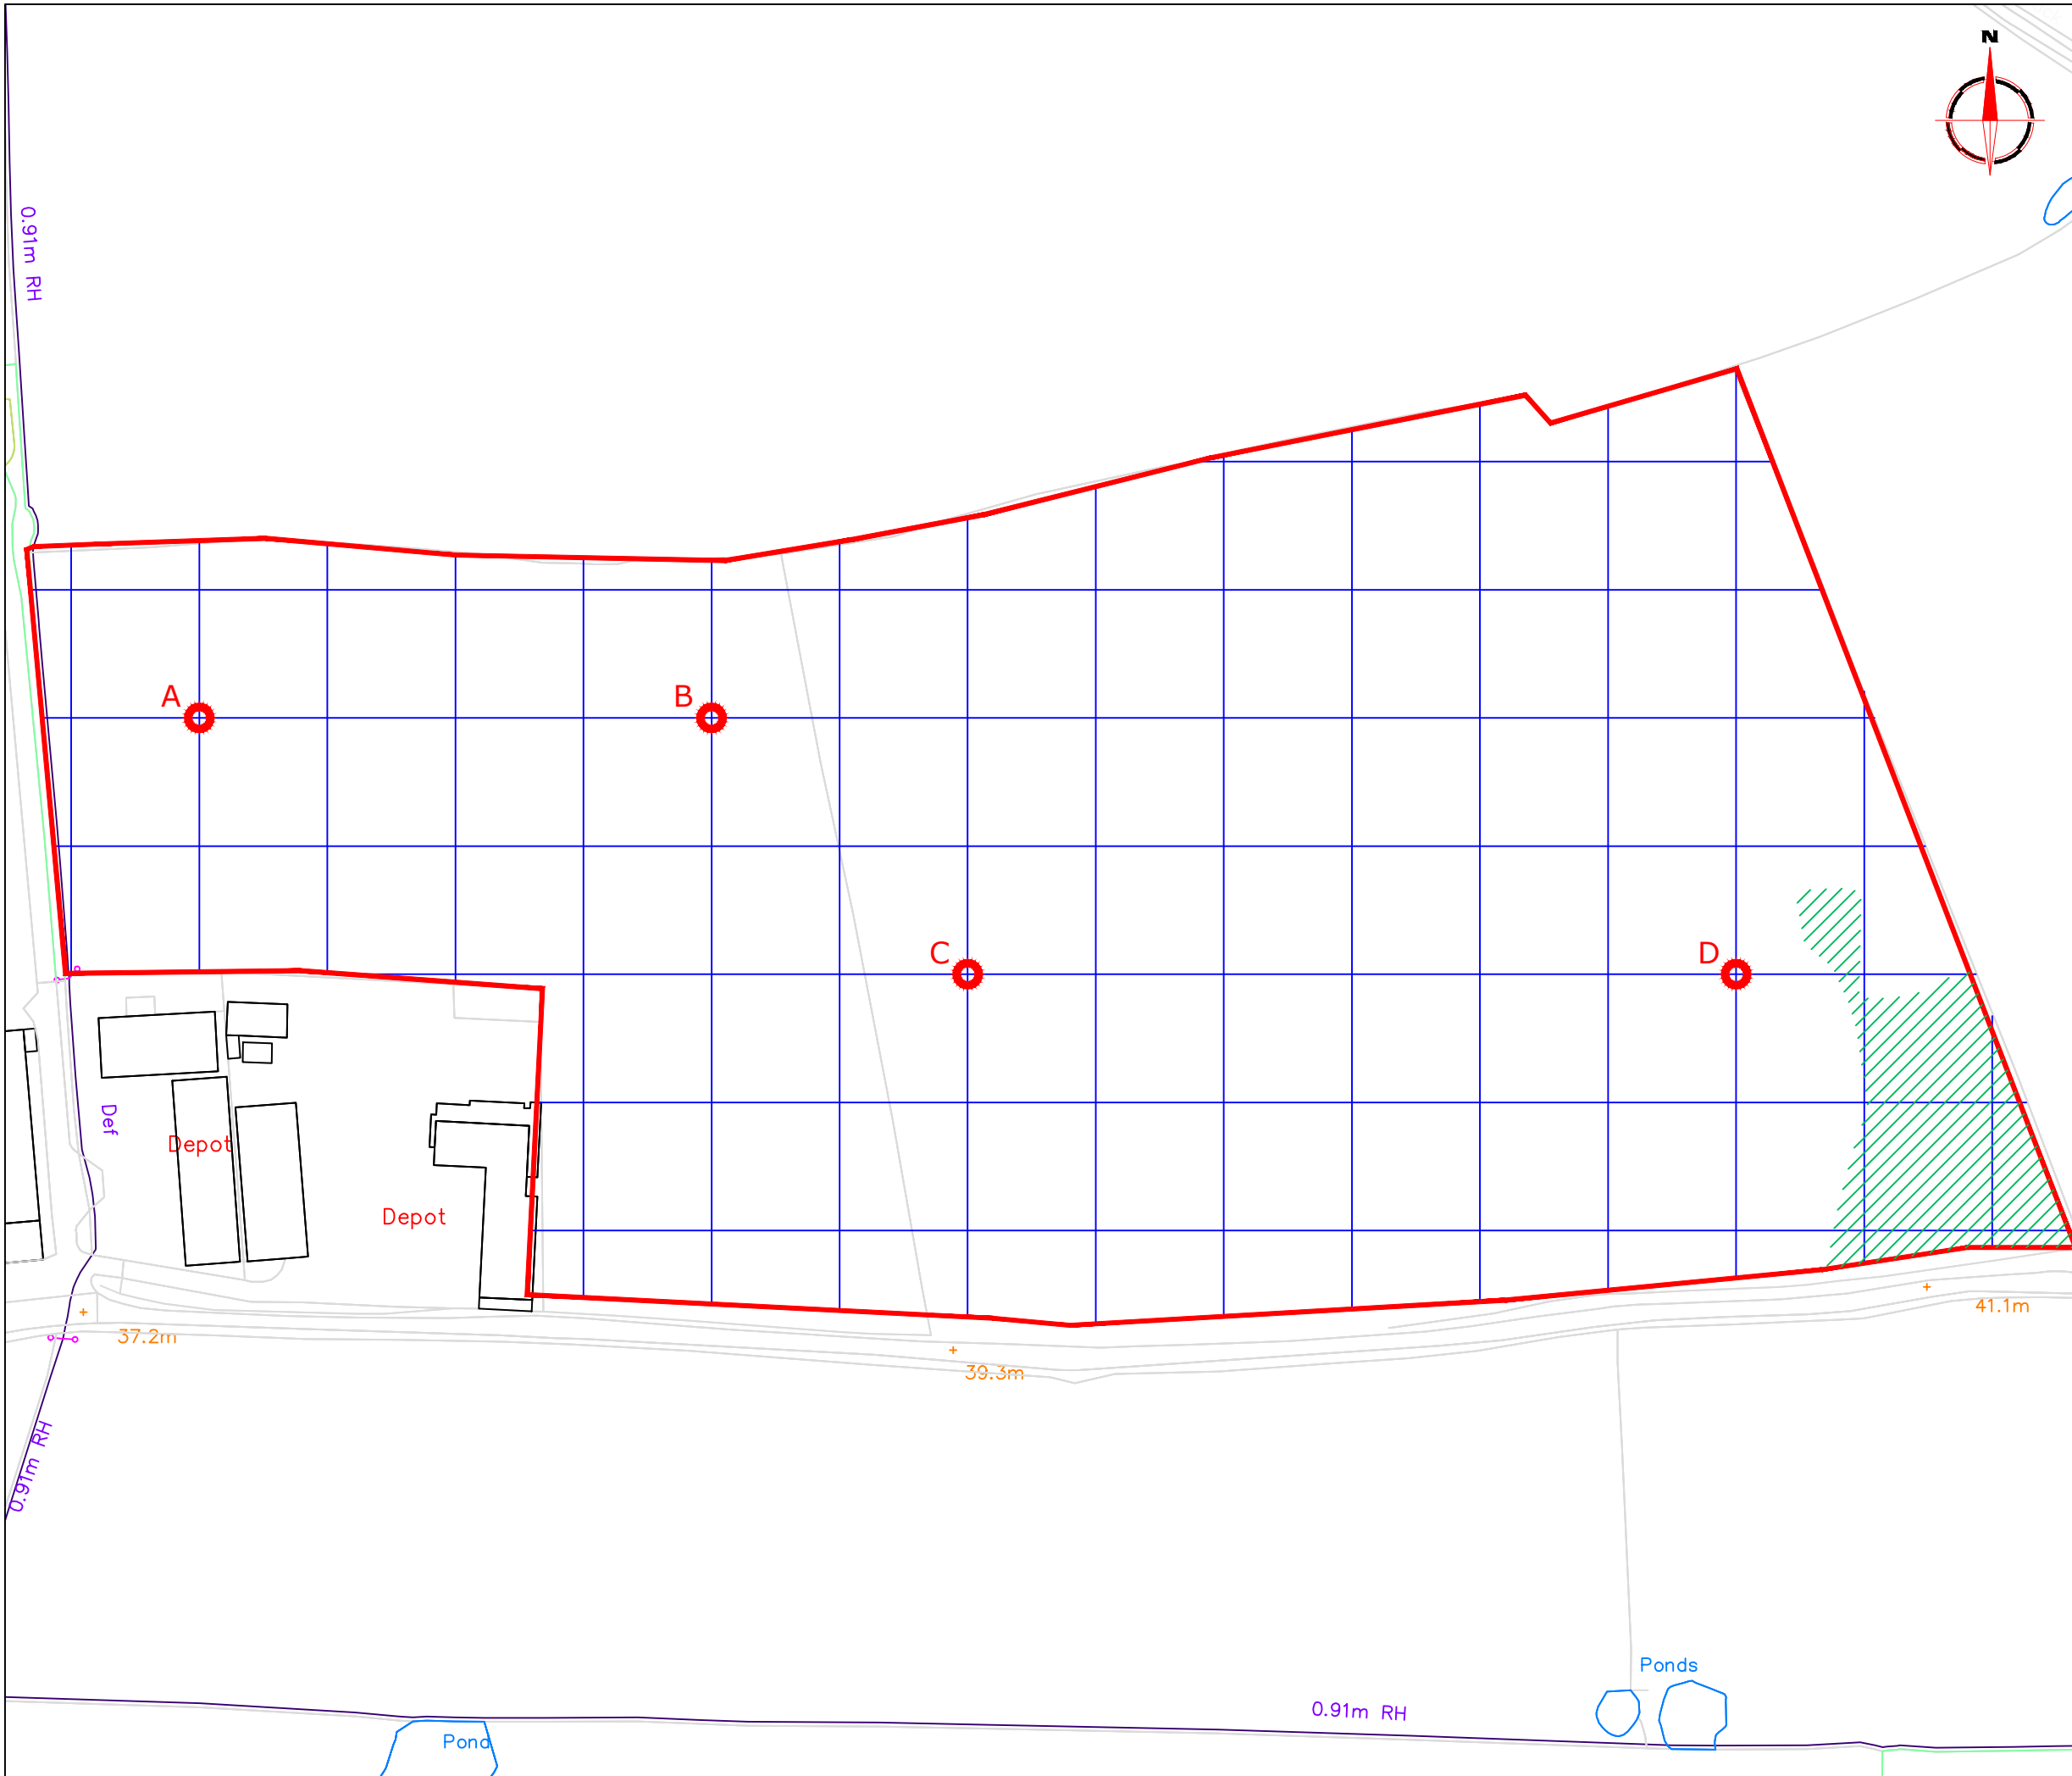 N
0.91m RH
A
B
C
D
Def
Depot
Depot
41.1m
37.2m
39.3m
0.91m RH
Ponds
0.91m RH
Pond